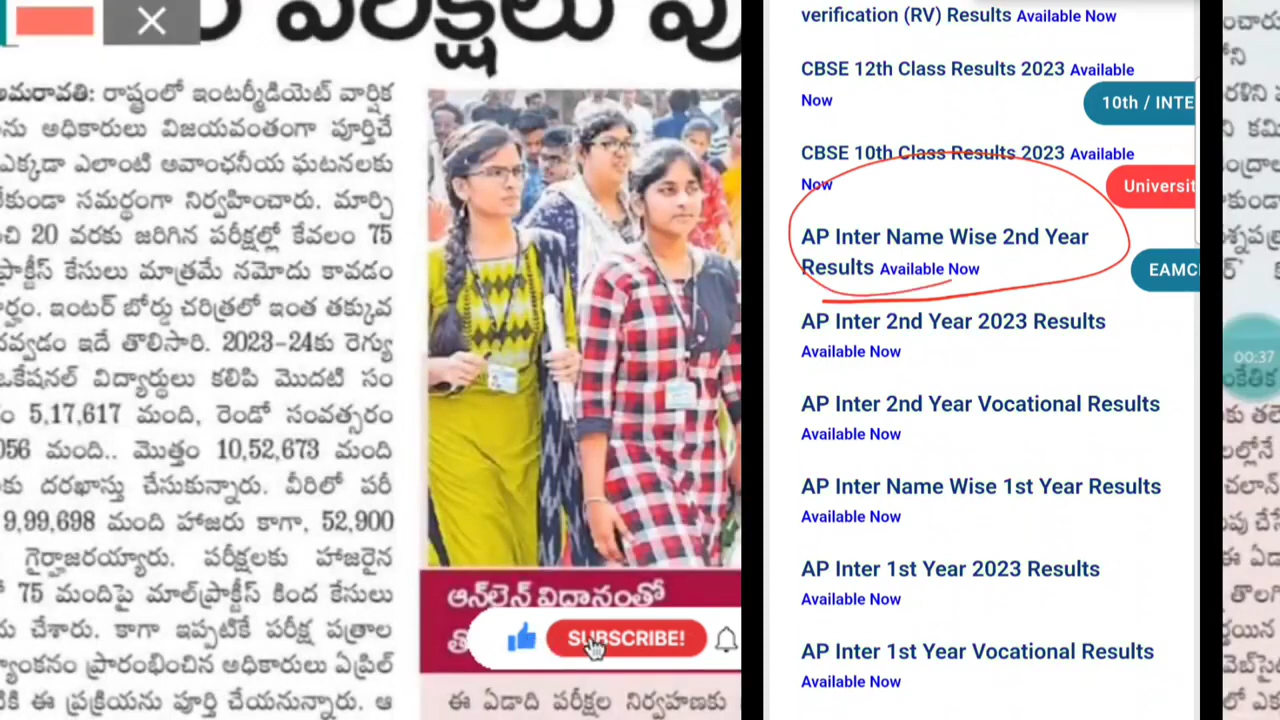 పరీక్షలు
అమరావతి: రాష్ట్రంలో ఇంటర్మీడియెట్ వార్షిక
ను అధికారులు విజయవంతంగా పూర్తిచే
ఎక్కడా ఎలాంటి అవాంఛనీయ ఘటనలకు
కుండా సమర్థంగా నిర్వహించారు. మార్చి
చి 20 వరకు జరిగిన పరీక్షల్లో కేవలం 75
ప్రాక్టీస్ కేసులు మాత్రమే నమోదు కావడం
ర్హం. ఇంటర్ బోర్డు చరిత్రలో ఇంత తక్కువ
దవ్వడం ఇదే తొలిసారి. 2023-24కు రెగ్యు
ఒకేషనల్ విద్యార్థులు కలిపి మొదటి సం
ం 5,17,617 మంది, రెండో సంవత్సరం
056 మంది.. మొత్తం 10,52,673 మంది
కు దరఖాస్తు చేసుకున్నారు. వీరిలో పరీ
9,99,698 మంది హాజరు కాగా, 52,900
గైర్హాజరయ్యారు. పరీక్షలకు హాజరైన
75 మందిపై మాల్‌ప్రాక్టీస్ కింద కేసులు
దు చేశారు. కాగా ఇప్పటికే పరీక్ష పత్రాల
్యాంకనం ప్రారంభించిన అధికారులు ఏప్రిల్
కి ఈ ప్రక్రియను పూర్తి చేయనున్నారు. ఆ
ఆన్‌లైన్ విధానంతో
SUBSCRIBE!
ఈ ఏడాది పరీక్షల నిర్వహణకు
verification (RV) Results Available Now
CBSE 12th Class Results 2023 Available
Now
10th / INTE
CBSE 10th Class Results 2023 Available
Now
Universit
AP Inter Name Wise 2nd Year
Results Available Now
EAMC
AP Inter 2nd Year 2023 Results
Available Now
AP Inter 2nd Year Vocational Results
Available Now
AP Inter Name Wise 1st Year Results
Available Now
AP Inter 1st Year 2023 Results
Available Now
AP Inter 1st Year Vocational Results
Available Now
00:37